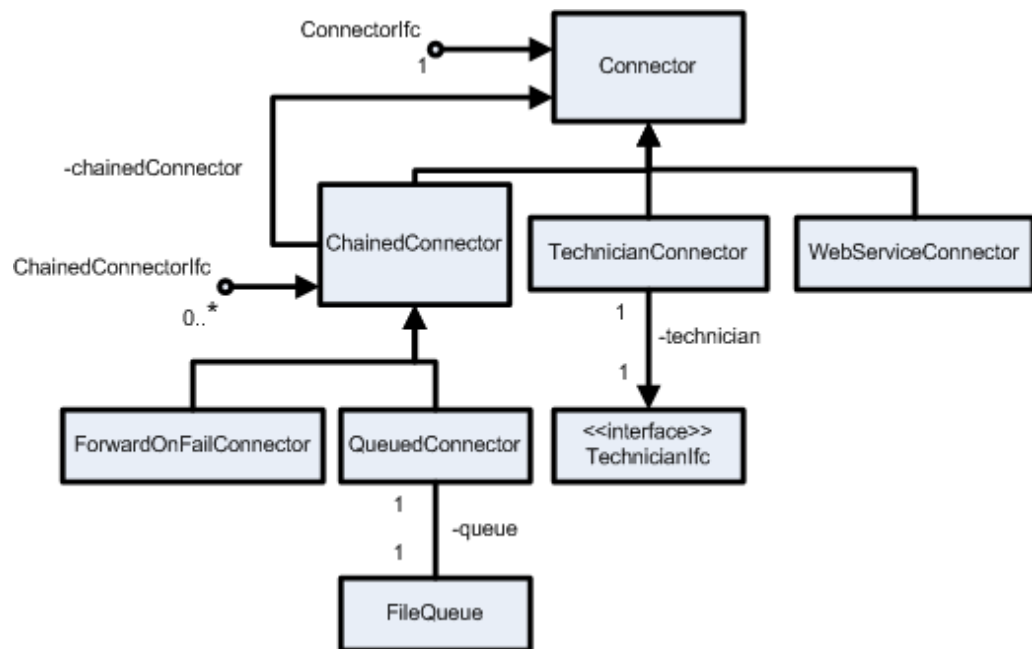 ConnectorIfc
1
Connector
-chainedConnector
ChainedConnector
TechnicianConnector
WebServiceConnector
ChainedConnectorIfc
0..*
1
-technician
1
ForwardOnFailConnector
QueuedConnector
<<interface>>
TechnicianIfc
1
-queue
1
FileQueue